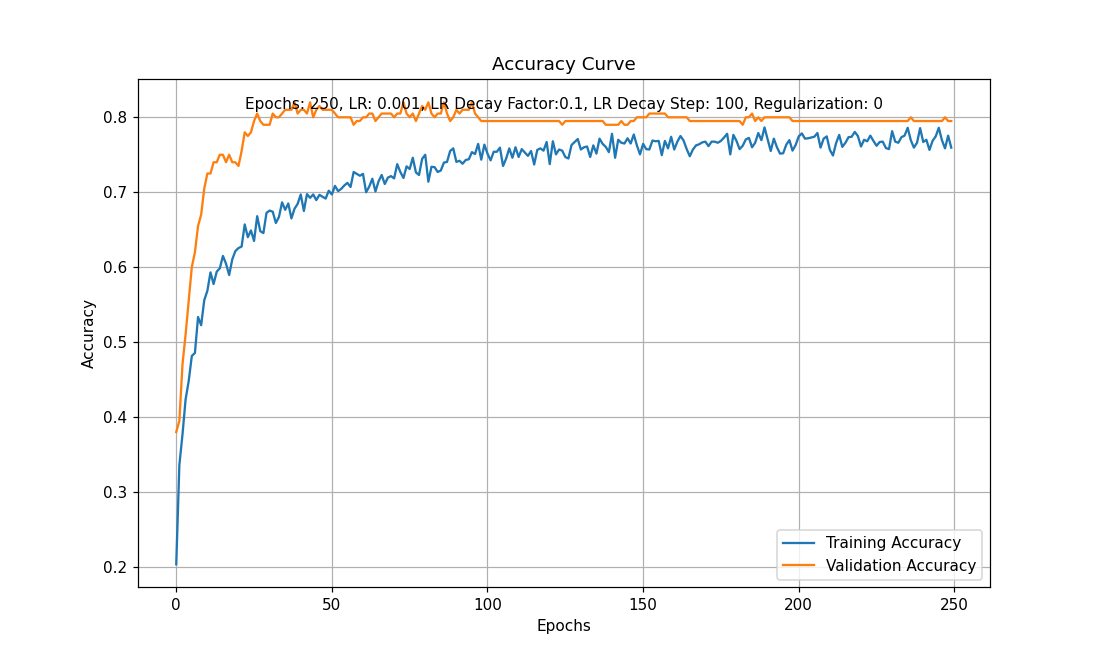 Accuracy Curve
Epochs: 250, LR: 0.001, LR Decay Factor:0.1, LR Decay Step: 100, Regularization: 0
0.8
0.7
0.6
0.5
0.4
0.3
0.2
Accuracy
Training Accuracy
Validation Accuracy
0 50 100 150 200 250
Epochs